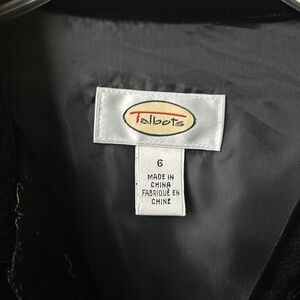 Talbots
6
MADE IN
CHINA
FABRIQUÉ EN
CHINE